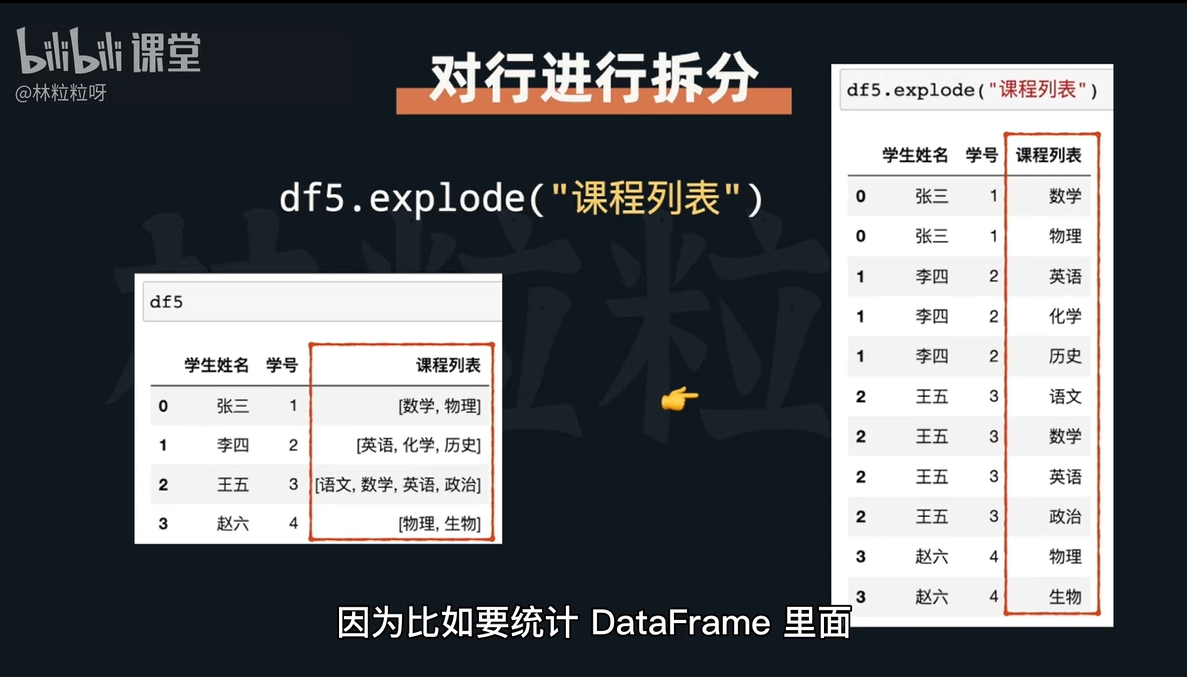 bilibili 课堂
@林粒粒呀
对行进行拆分
df5.explode("课程列表")
df5
学生姓名 学号 课程列表
0 张三 1 [数学, 物理]
1 李四 2 [英语, 化学, 历史]
2 王五 3 [语文, 数学, 英语, 政治]
3 赵六 4 [物理, 生物]
df5.explode("课程列表")
学生姓名 学号 课程列表
0 张三 1 数学
0 张三 1 物理
1 李四 2 英语
1 李四 2 化学
1 李四 2 历史
2 王五 3 语文
2 王五 3 数学
2 王五 3 英语
2 王五 3 政治
3 赵六 4 物理
3 赵六 4 生物
林粒粒
因为比如要统计 DataFrame 里面